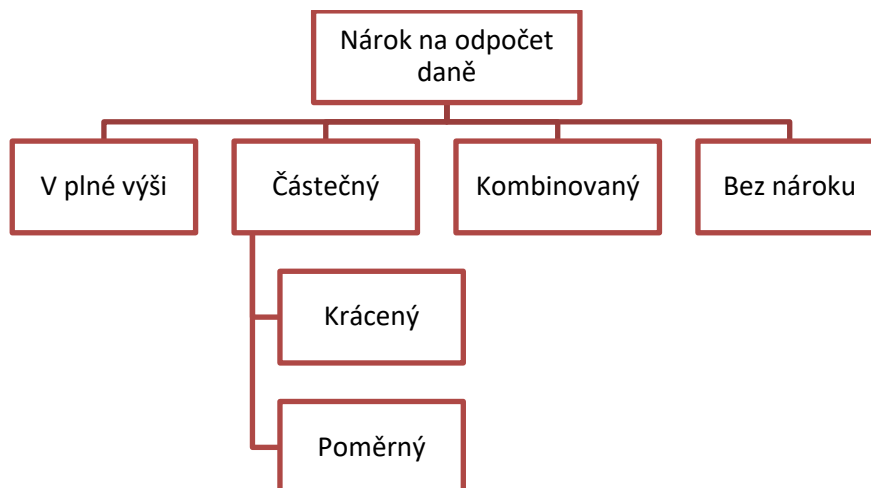 Nárok na odpočet
daně
V plné výši
Částečný
Kombinovaný
Bez nároku
Krácený
Poměrný